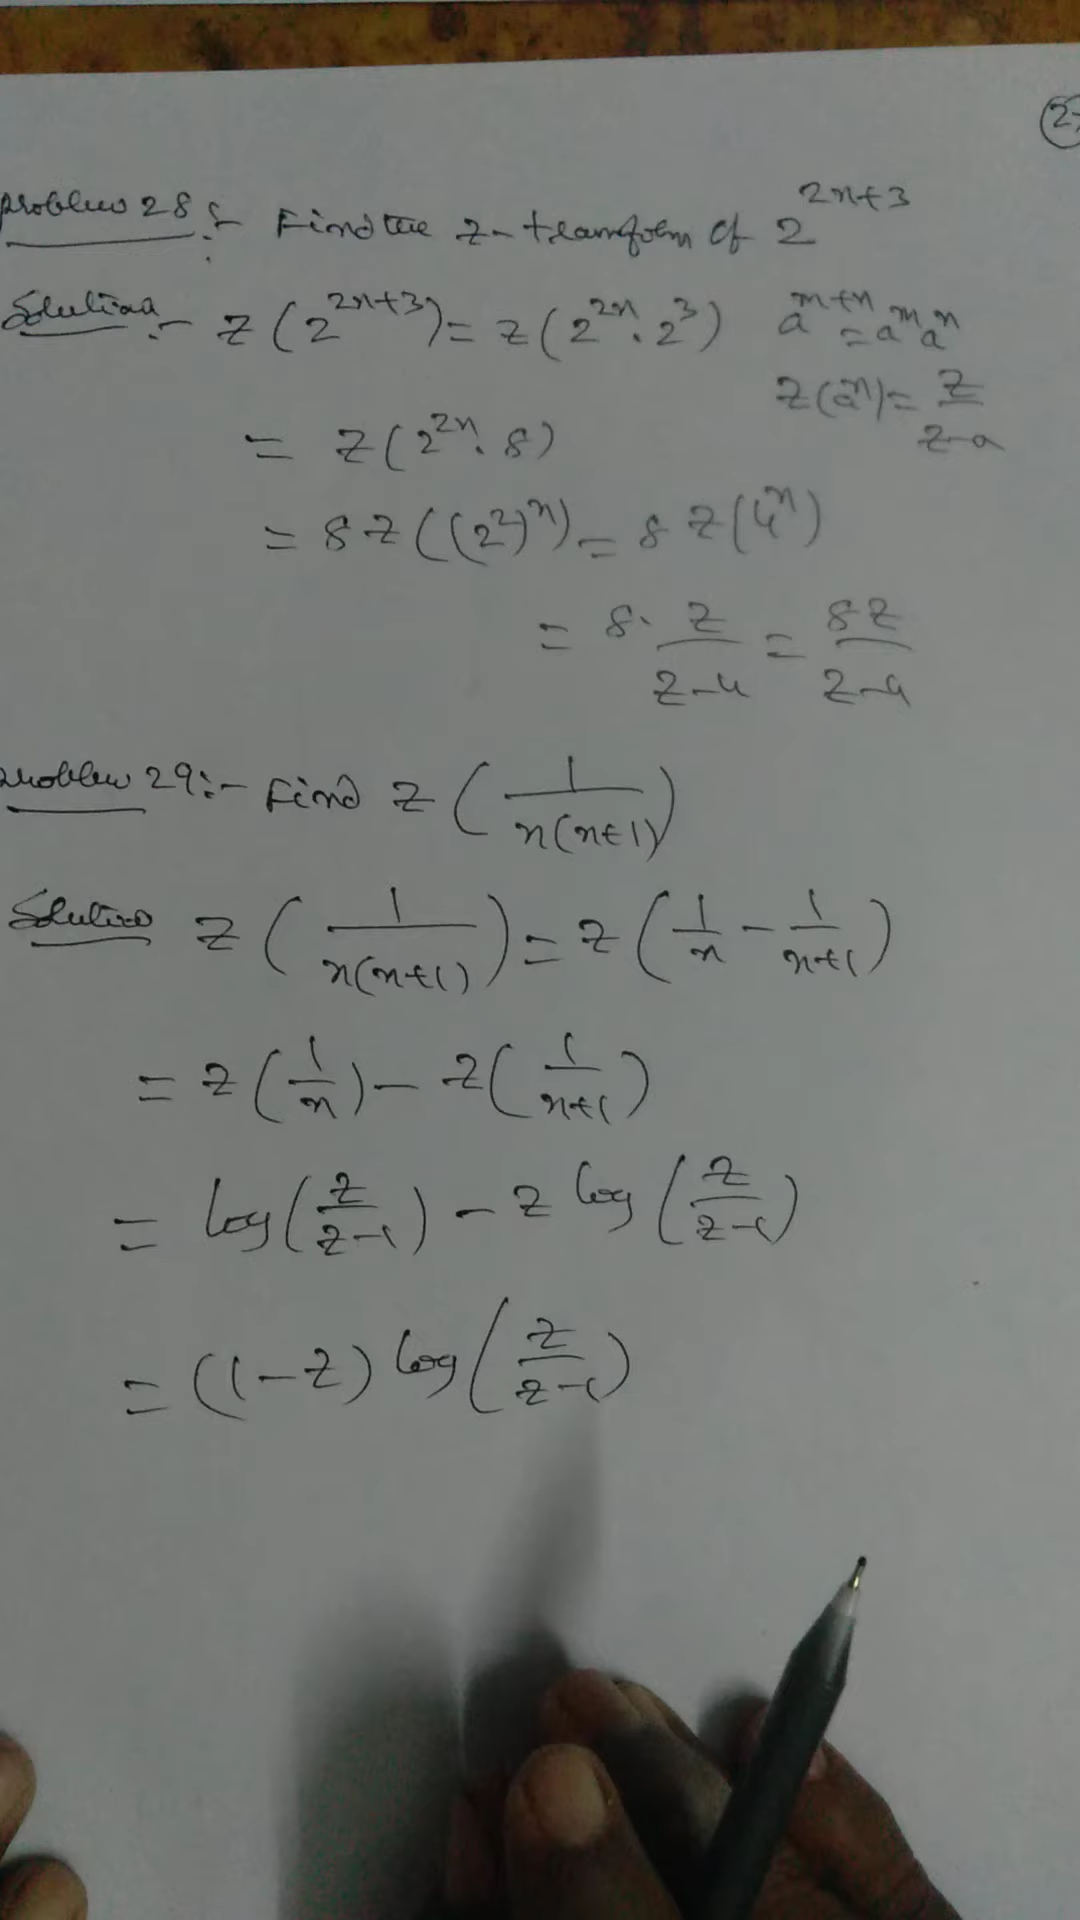 2
Problem 28 :- Find the z-transform of 2^{2n+3}
Solution :- z(2^{2n+3}) = z(2^{2n} . 2^3) a^{m+n} = a^m a^n
z(a^n) = z/(z-a)
= z(2^{2n} . 8)
= 8 z((2^2)^n) = 8 z(4^n)
= 8 . z/(z-4) = 8z/(z-4)
Problem 29 :- Find z(1/(n(n+1)))
Solution z(1/(n(n+1))) = z(1/n - 1/(n+1))
= z(1/n) - z(1/(n+1))
= log(z/(z-1)) - z log(z/(z-1))
= (1-z) log(z/(z-1))